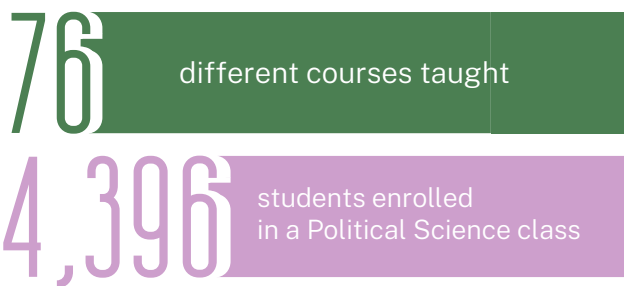 76
different courses taught
4,396
students enrolled
in a Political Science class